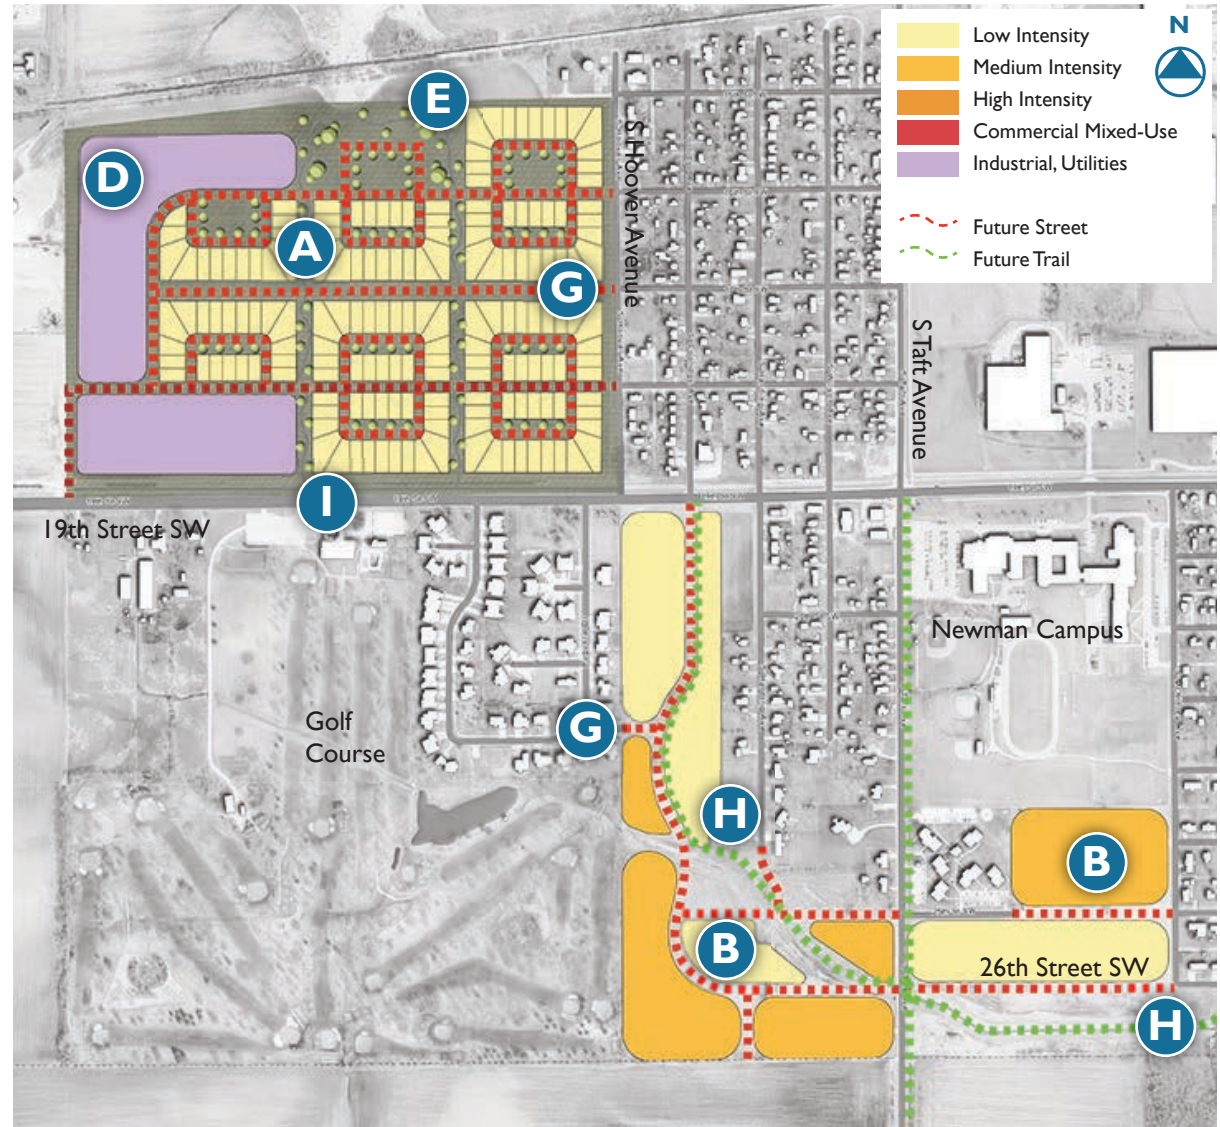 N
Low Intensity
Medium Intensity
High Intensity
Commercial Mixed-Use
Industrial, Utilities
Future Street
Future Trail
E
D
S Hoover Avenue
A
G
S Taft Avenue
I
19th Street SW
Newman Campus
Golf
Course
G
H
B
B
26th Street SW
H